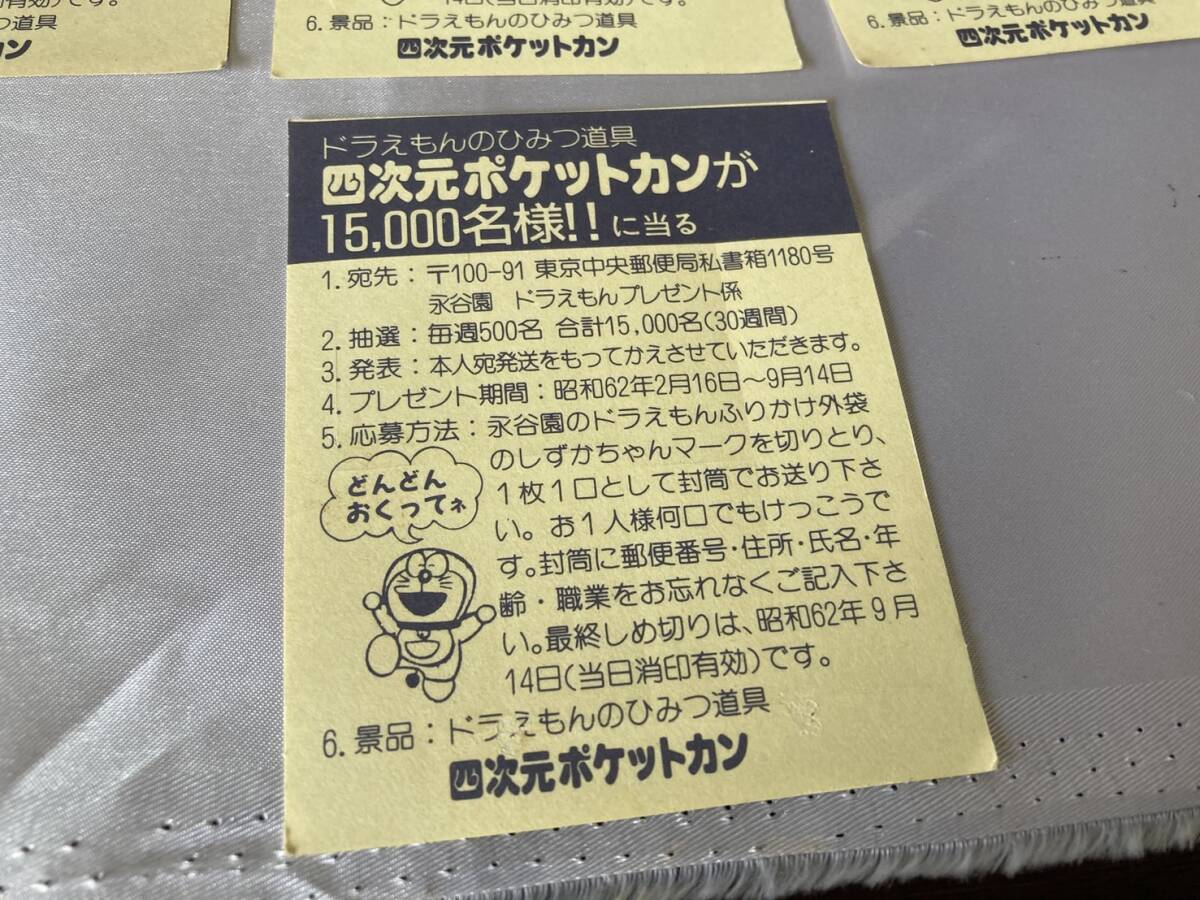 14日(当日消印有効)です。
6.景品:ドラえもんのひみつ道具
四次元ポケットカン
6.景品:ドラえもんのひみつ道具
四次元ポケットカン
ドラえもんのひみつ道具
四次元ポケットカンが
15,000名様!!に当る
1.宛先:〒100-91 東京中央郵便局私書箱1180号
永谷園 ドラえもんプレゼント係
2.抽選:毎週500名 合計15,000名(30週間)
3.発表:本人宛発送をもってかえさせていただきます。
4.プレゼント期間:昭和62年2月16日〜9月14日
5.応募方法:永谷園のドラえもんふりかけ外袋
のしずかちゃんマークを切りとり、
1枚1口として封筒でお送り下さ
い。お1人様何口でもけっこうで
す。封筒に郵便番号・住所・氏名・年
齢・職業をお忘れなくご記入下さ
い。最終しめ切りは、昭和62年9月
14日(当日消印有効)です。
どんどん
おくってネ
6.景品:ドラえもんのひみつ道具
四次元ポケットカン